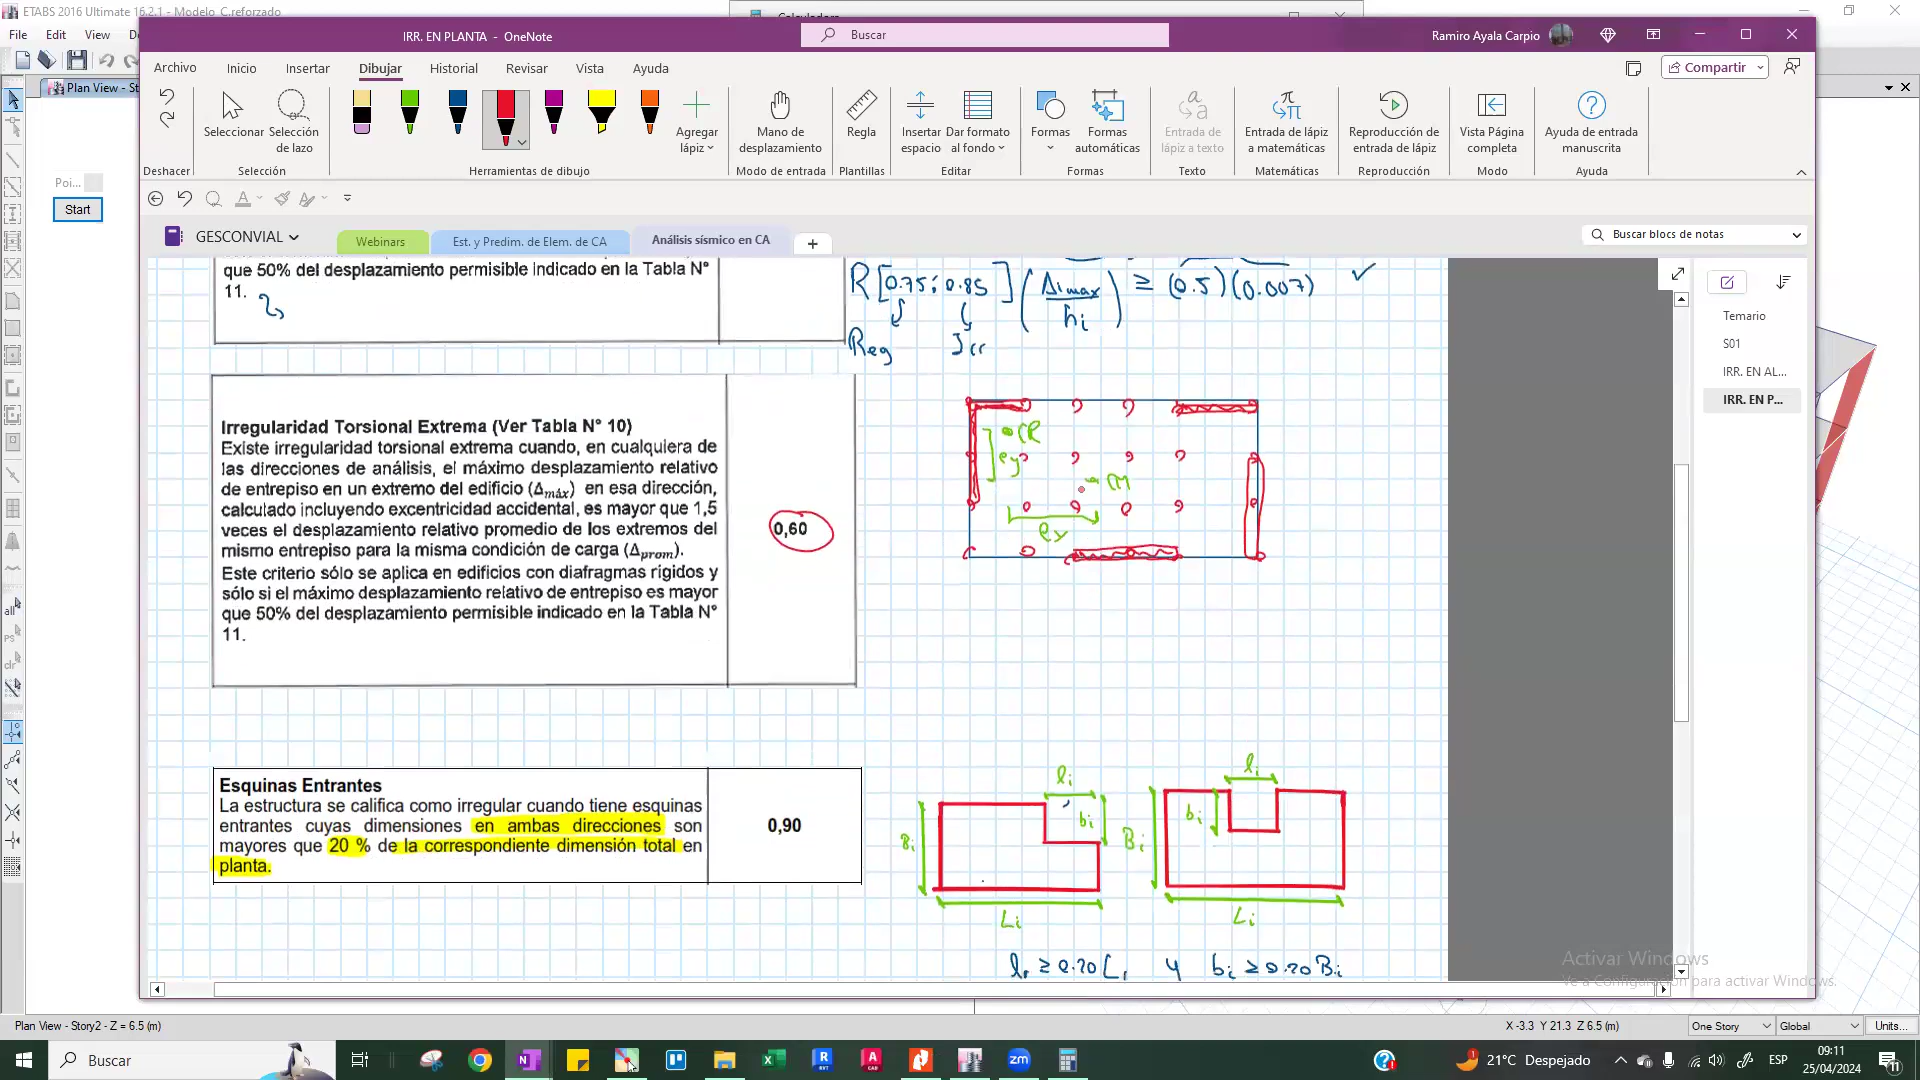 ETABS 2016 Ultimate 16.2.1 - Modelo_C.reforzado
Calculadora
File Edit View
IRR. EN PLANTA - OneNote
Buscar
Ramiro Ayala Carpio
Archivo Inicio Insertar Dibujar Historial Revisar Vista Ayuda
Compartir
Plan View - St
Seleccionar
Selección de lazo
Agregar lápiz
Mano de desplazamiento
Regla
Insertar espacio
Dar formato al fondo
Formas
Formas automáticas
Entrada de lápiz a texto
Entrada de lápiz a matemáticas
Reproducción de entrada de lápiz
Vista Página completa
Ayuda de entrada manuscrita
Deshacer Selección Herramientas de dibujo Modo de entrada Plantillas Editar Formas Texto Matemáticas Reproducción Modo Ayuda
Poi...
Start
GESCONVIAL
Webinars
Est. y Predim. de Elem. de CA
Análisis sísmico en CA
Buscar blocs de notas
que 50% del desplazamiento permisible indicado en la Tabla N°
11.
R [0.75; 0.85] (Δimax / hi) ≥ (0.5)(0.007) ✓
Reg Irr
Temario
S01
IRR. EN AL...
IRR. EN P...
Irregularidad Torsional Extrema (Ver Tabla N° 10)
Existe irregularidad torsional extrema cuando, en cualquiera de
las direcciones de análisis, el máximo desplazamiento relativo
de entrepiso en un extremo del edificio (Δmáx) en esa dirección,
calculado incluyendo excentricidad accidental, es mayor que 1,5
veces el desplazamiento relativo promedio de los extremos del
mismo entrepiso para la misma condición de carga (Δprom).
Este criterio sólo se aplica en edificios con diafragmas rígidos y
sólo si el máximo desplazamiento relativo de entrepiso es mayor
que 50% del desplazamiento permisible indicado en la Tabla N°
11.
0,60
CR
ey
CM
ex
Esquinas Entrantes
La estructura se califica como irregular cuando tiene esquinas
entrantes cuyas dimensiones en ambas direcciones son
mayores que 20 % de la correspondiente dimensión total en
planta.
0,90
li
bi
Bi
Li
li
bi
Bi
Li
li ≥ 0.20 Li y bi ≥ 0.20 Bi
Activar Windows
Ve a Configuración para activar Windows.
all
PS
clr
Plan View - Story2 - Z = 6.5 (m)
X -3.3 Y 21.3 Z 6.5 (m)
One Story
Global
Units...
Buscar
21°C Despejado
ESP
09:11
25/04/2024